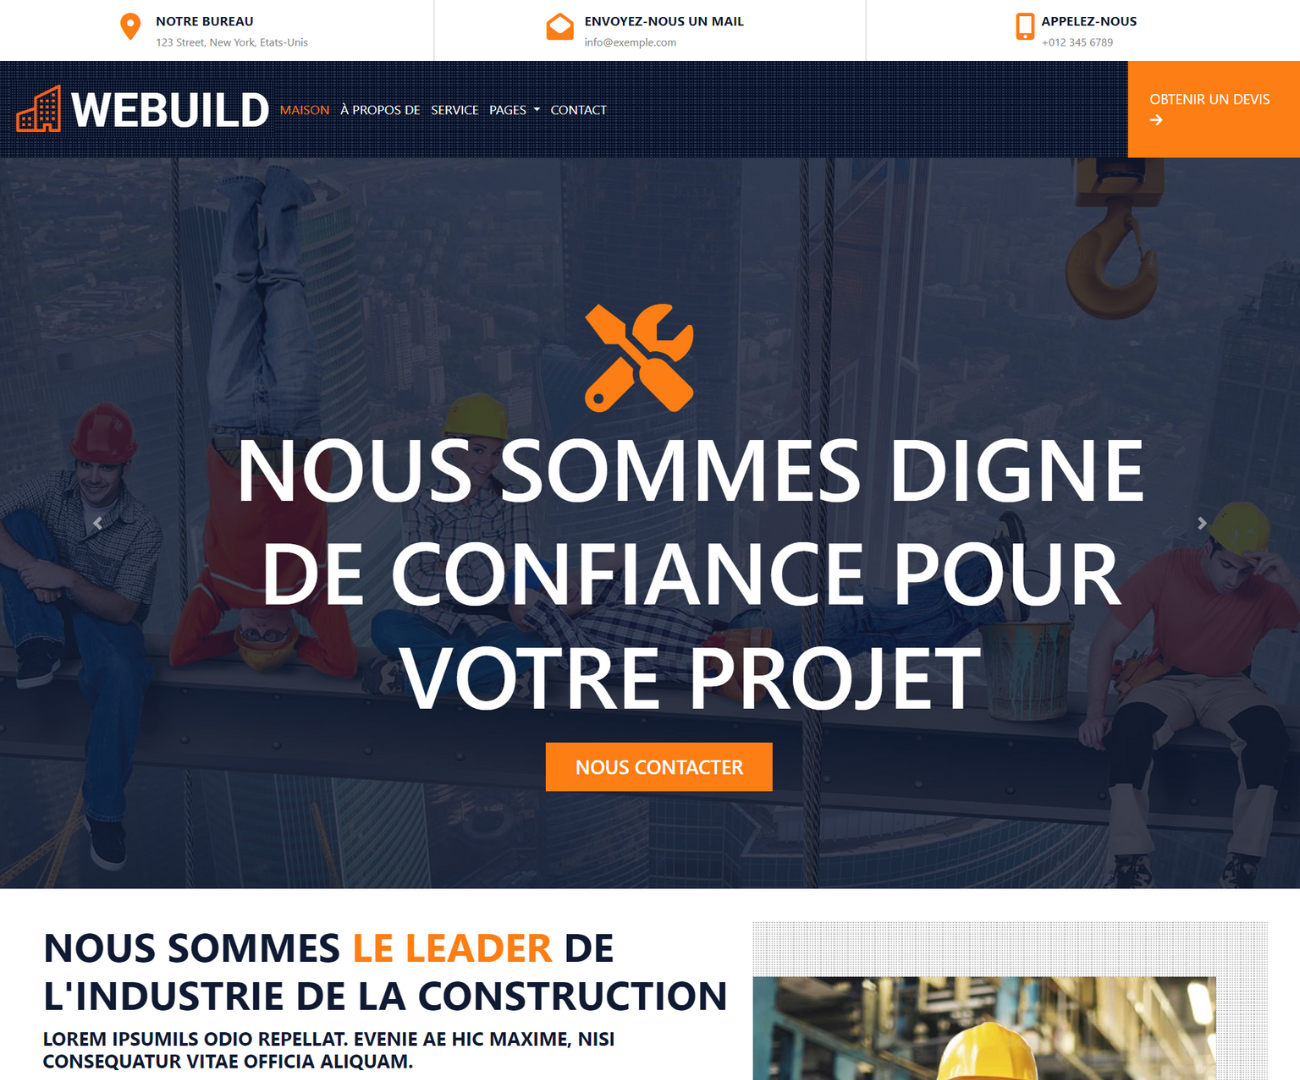 NOTRE BUREAU
123 Street, New York, Etats-Unis
ENVOYEZ-NOUS UN MAIL
info@exemple.com
APPELEZ-NOUS
+012 345 6789
WEBUILD
MAISON
À PROPOS DE
SERVICE
PAGES
CONTACT
OBTENIR UN DEVIS
NOUS SOMMES DIGNE
DE CONFIANCE POUR
VOTRE PROJET
NOUS CONTACTER
NOUS SOMMES LE LEADER DE
L'INDUSTRIE DE LA CONSTRUCTION
LOREM IPSUMILS ODIO REPELLAT. EVENIE AE HIC MAXIME, NISI
CONSEQUATUR VITAE OFFICIA ALIQUAM.